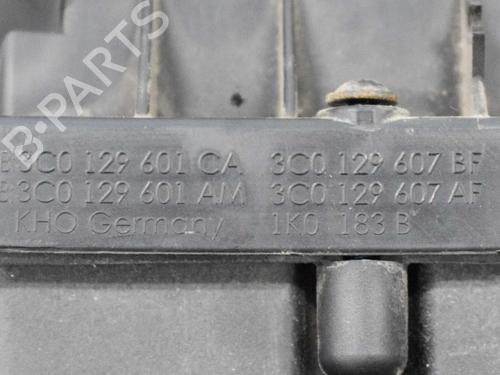 B-PARTS
B 3C0 129 601 CA 3C0 129 607 BF
B 3C0 129 601 AM 3C0 129 607 AF
KHO Germany 1K0 183 B